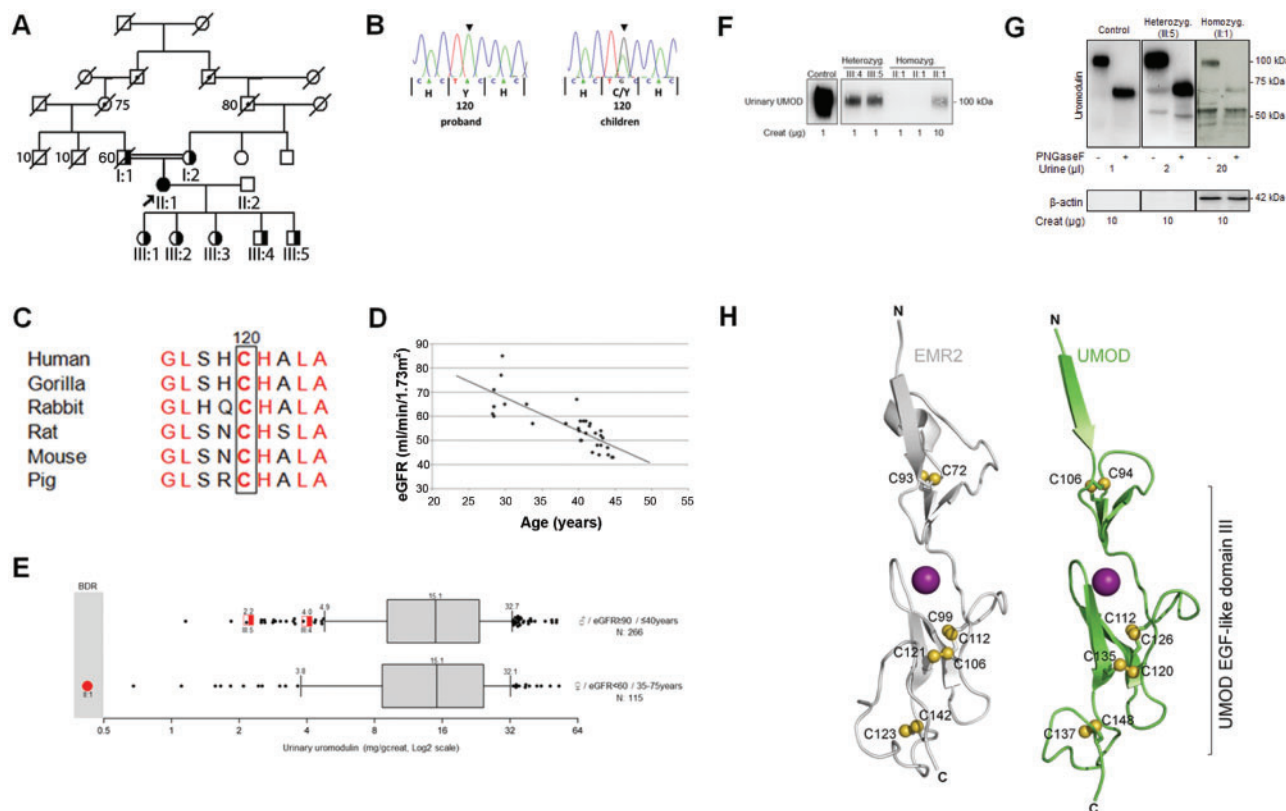 A
75
80
10
10
60
I:1
I:2
II:1
II:2
III:1 III:2 III:3 III:4 III:5
B
C A C T A C C A C
H Y H
120
proband
C A C T G C C A C
H C/Y H
120
children
C
120
Human GLSHCHALA
Gorilla GLSHCHALA
Rabbit GLHQCHALA
Rat GLSNCHSLA
Mouse GLSNCHALA
Pig GLSRCHALA
D
eGFR (ml/min/1.73m²)
90
80
70
60
50
40
30
20 25 30 35 40 45 50 55
Age (years)
E
BDR
2.2
III:5
4.0
III:4
4.9
15.1
32.7
♂ / eGFR≥90 / ≤40years
N: 266
II:1
3.8
15.1
32.1
♀ / eGFR<60 / 35-75years
N: 115
0.5 1 2 4 8 16 32 64
Urinary uromodulin (mg/gcreat, Log2 scale)
F
Control
Heterozyg.
III:4 III:5
Homozyg.
II:1 II:1 II:1
Urinary UMOD
100 kDa
Creat (µg) 1 1 1 1 1 10
G
Control
Heterozyg.
(III:5)
Homozyg.
(II:1)
Uromodulin
100 kDa
75 kDa
50 kDa
PNGaseF - + - + - +
Urine (µl) 1 2 20
β-actin
42 kDa
Creat (µg) 10 10 10
H
N
EMR2
C93
C72
C99
C112
C121
C106
C142
C123
C
N
UMOD
C106
C94
C112
C126
C135
C120
C148
C137
C
UMOD EGF-like domain III